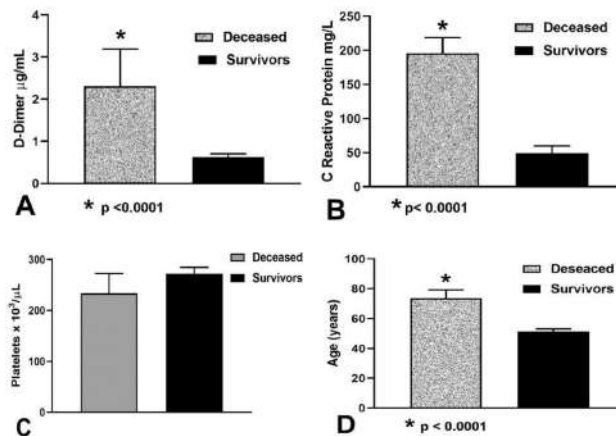 Deceased
Survivors
*
D-Dimer µg/mL
4
3
2
1
0
A
* p <0.0001
Deceased
Survivors
*
C Reactive Protein mg/L
250
200
150
100
50
0
B
* p< 0.0001
Deceased
Survivors
Platelets x 10³/µL
300
200
100
0
C
Deseaced
Survivors
*
Age (years)
100
80
60
40
20
0
D
* p < 0.0001